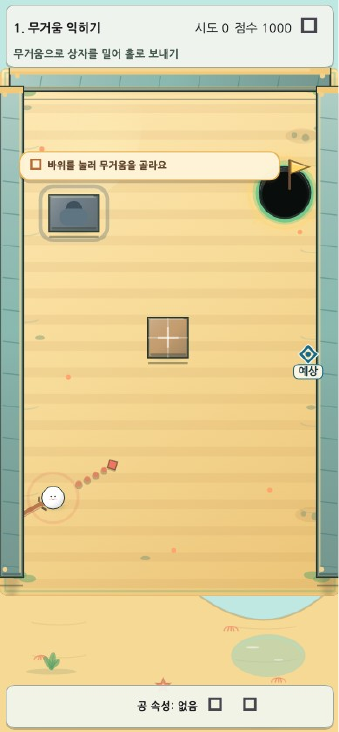 1. 무거움 익히기
시도 0 점수 1000
무거움으로 상자를 밀어 홀로 보내기
바위를 눌러 무거움을 골라요
예상
공 속성: 없음